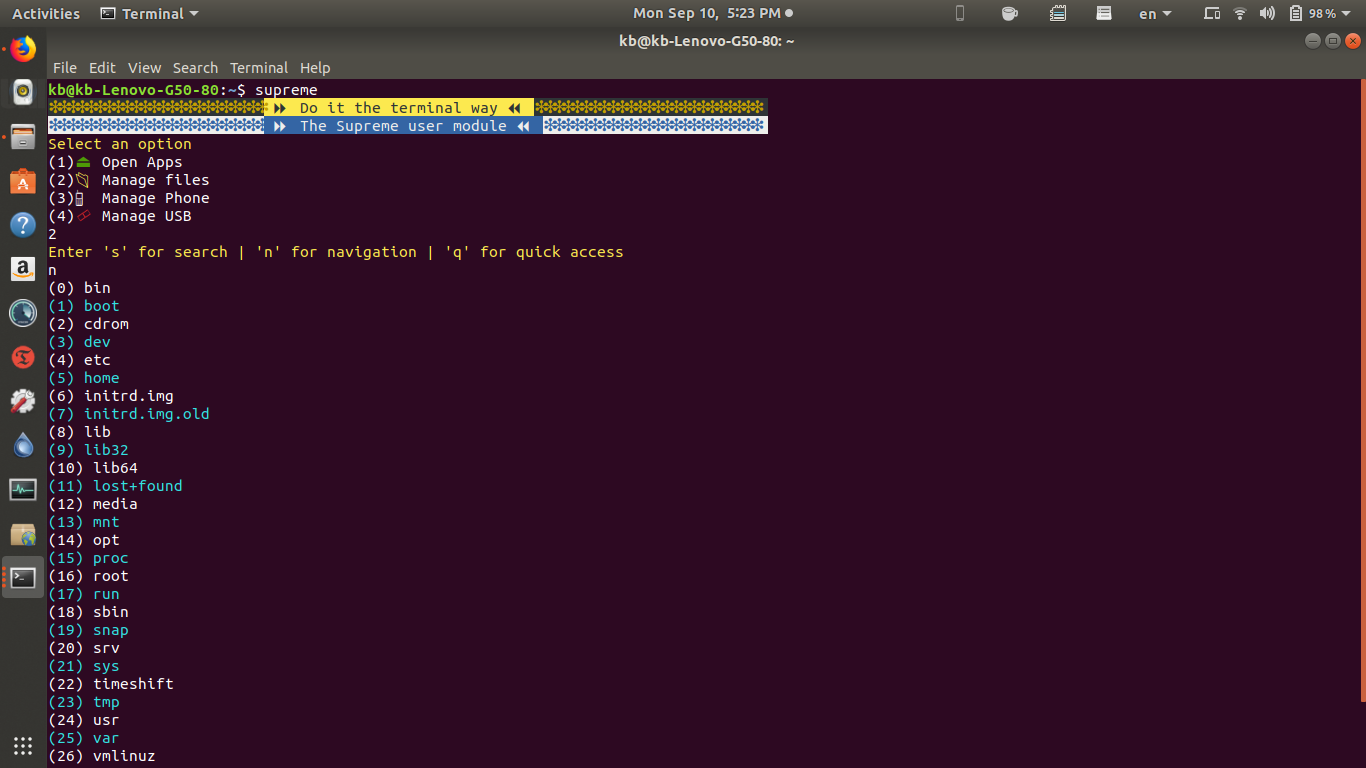 Activities Terminal Mon Sep 10, 5:23 PM en 98%
kb@kb-Lenovo-G50-80: ~
File Edit View Search Terminal Help
kb@kb-Lenovo-G50-80:~$ supreme
Do it the terminal way
The Supreme user module
Select an option
(1) Open Apps
(2) Manage files
(3) Manage Phone
(4) Manage USB
2
Enter 's' for search | 'n' for navigation | 'q' for quick access
n
(0) bin
(1) boot
(2) cdrom
(3) dev
(4) etc
(5) home
(6) initrd.img
(7) initrd.img.old
(8) lib
(9) lib32
(10) lib64
(11) lost+found
(12) media
(13) mnt
(14) opt
(15) proc
(16) root
(17) run
(18) sbin
(19) snap
(20) srv
(21) sys
(22) timeshift
(23) tmp
(24) usr
(25) var
(26) vmlinuz